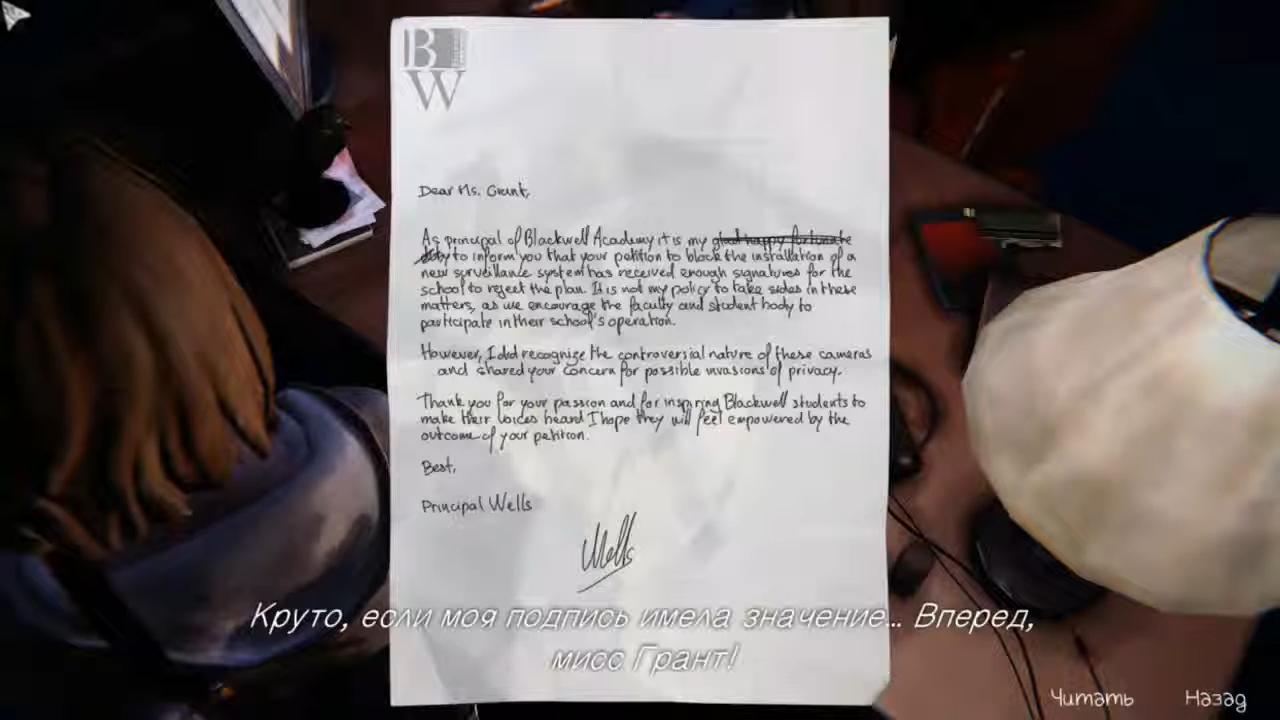 B
W
Dear Ms. Grant,
As principal of Blackwell Academy it is my glad happy fortunate
duty to inform you that your petition to block the installation of a
new surveillance system has received enough signatures for the
school to reject the plan. It is not my policy to take sides in these
matters, as we encourage the faculty and student body to
participate in their school's operation.
However, I did recognize the controversial nature of these cameras
and shared your concern for possible invasions of privacy.
Thank you for your passion and for inspiring Blackwell students to
make their voices heard I hope they will feel empowered by the
outcome of your petition.
Best,
Principal Wells
Wells
Круто, если моя подпись имела значение... Вперед,
мисс Грант!
Читать Назад